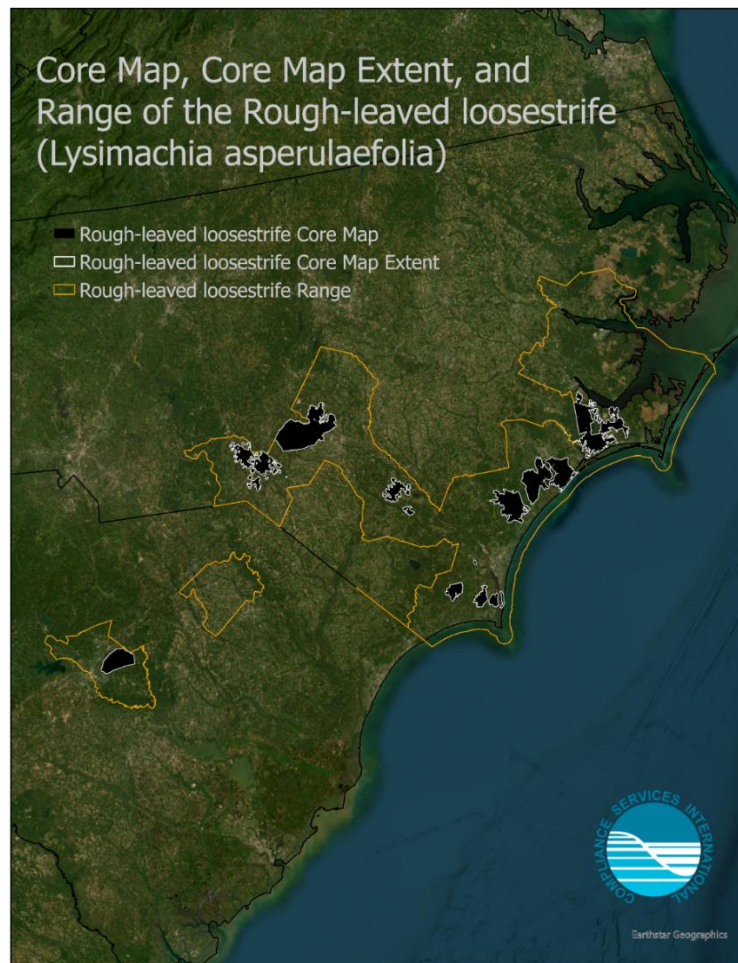 Core Map, Core Map Extent, and
Range of the Rough-leaved loosestrife
(Lysimachia asperulaefolia)
Rough-leaved loosestrife Core Map
Rough-leaved loosestrife Core Map Extent
Rough-leaved loosestrife Range
COMPLIANCE SERVICES INTERNATIONAL
Earthstar Geographics